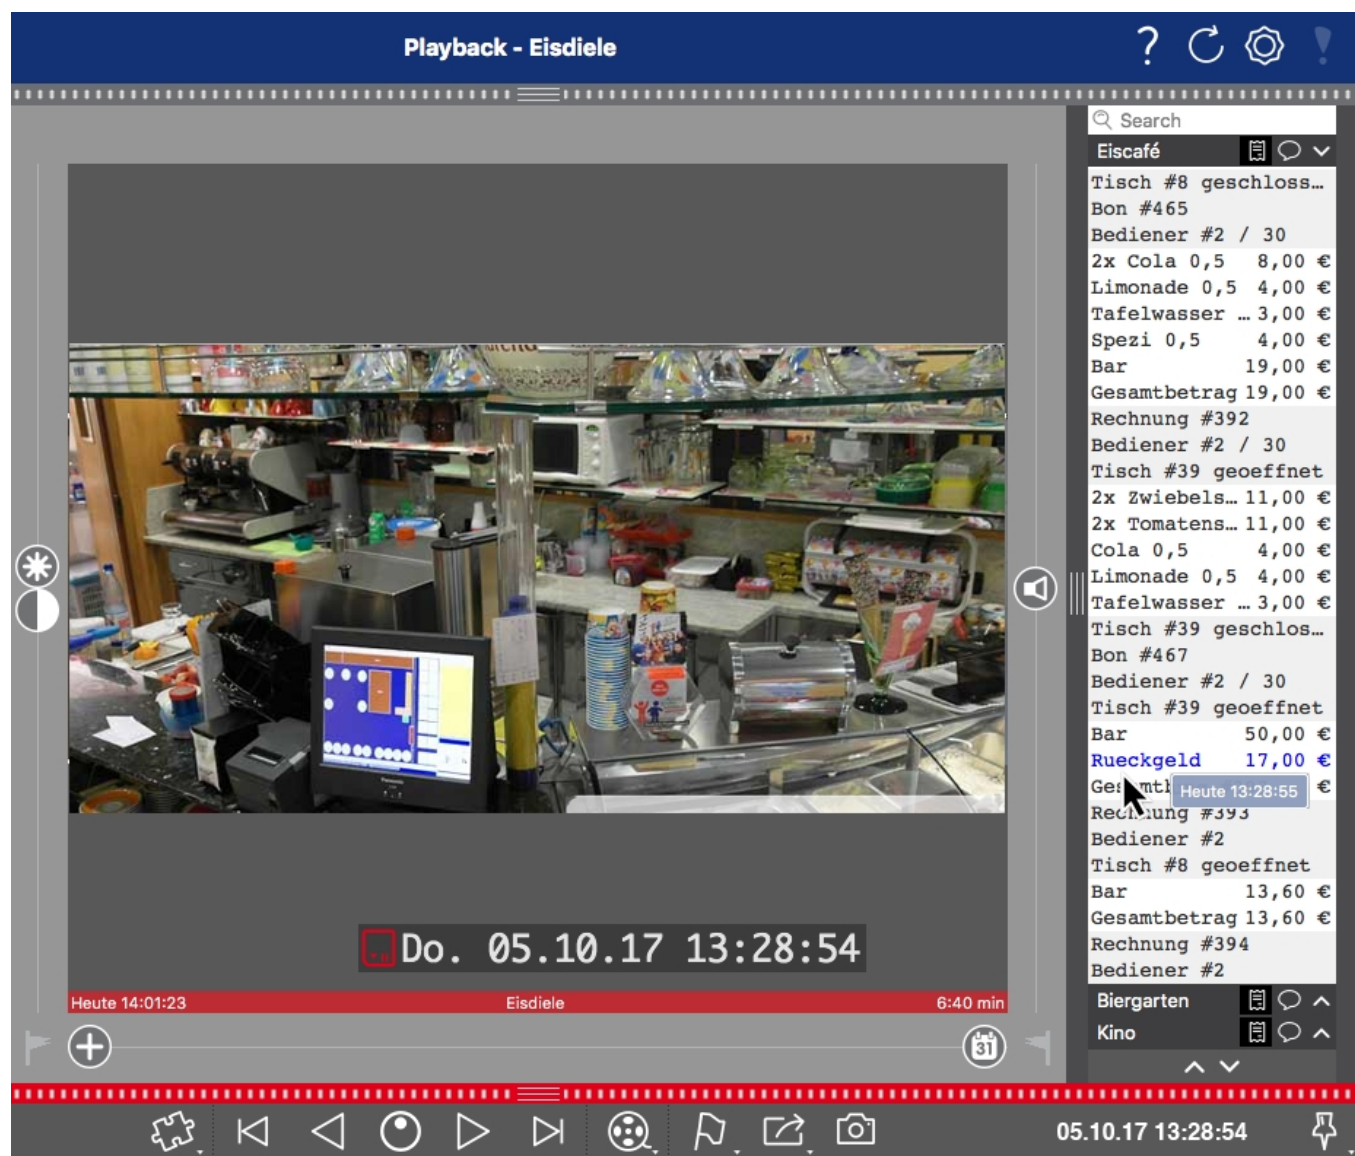 Playback - Eisdiele
Search
Eiscafé
Tisch #8 geschloss...
Bon #465
Bediener #2 / 30
2x Cola 0,5 8,00 €
Limonade 0,5 4,00 €
Tafelwasser ... 3,00 €
Spezi 0,5 4,00 €
Bar 19,00 €
Gesamtbetrag 19,00 €
Rechnung #392
Bediener #2 / 30
Tisch #39 geoeffnet
2x Zwiebels... 11,00 €
2x Tomatens... 11,00 €
Cola 0,5 4,00 €
Limonade 0,5 4,00 €
Tafelwasser ... 3,00 €
Tisch #39 geschlos...
Bon #467
Bediener #2 / 30
Tisch #39 geoeffnet
Bar 50,00 €
Rueckgeld 17,00 €
€
Heute 13:28:55
Rechnung #393
Bediener #2
Tisch #8 geoeffnet
Bar 13,60 €
Gesamtbetrag 13,60 €
Rechnung #394
Bediener #2
Biergarten
Kino
Do. 05.10.17 13:28:54
Heute 14:01:23 Eisdiele 6:40 min
31
05.10.17 13:28:54